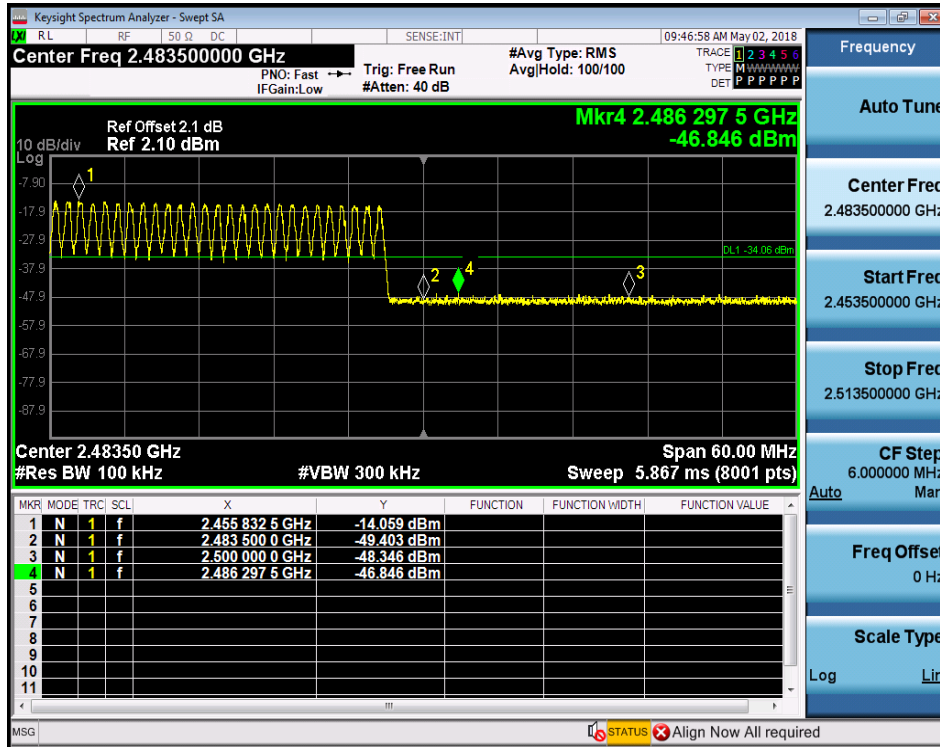 Keysight Spectrum Analyzer - Swept SA
LXI RL RF 50 Ω DC SENSE:INT 09:46:58 AM May 02, 2018
Center Freq 2.483500000 GHz
#Avg Type: RMS
TRACE 1 2 3 4 5 6
PNO: Fast Trig: Free Run Avg|Hold: 100/100
TYPE M WWWWW
IFGain:Low #Atten: 40 dB
DET P P P P P P
Mkr4 2.486 297 5 GHz
-46.846 dBm
Ref Offset 2.1 dB
10 dB/div Ref 2.10 dBm
Log
1
-7.90
-17.9
-27.9
DL1 -34.06 dBm
-37.9
2 4 3
-47.9
-57.9
-67.9
-77.9
-87.9
Center 2.48350 GHz Span 60.00 MHz
#Res BW 100 kHz #VBW 300 kHz Sweep 5.867 ms (8001 pts)
MKR MODE TRC SCL X Y FUNCTION FUNCTION WIDTH FUNCTION VALUE
1 N 1 f 2.455 832 5 GHz -14.059 dBm
2 N 1 f 2.483 500 0 GHz -49.403 dBm
3 N 1 f 2.500 000 0 GHz -48.346 dBm
4 N 1 f 2.486 297 5 GHz -46.846 dBm
5
6
7
8
9
10
11
MSG STATUS Align Now All required
Frequency
Auto Tune
Center Freq
2.483500000 GHz
Start Freq
2.453500000 GHz
Stop Freq
2.513500000 GHz
CF Step
6.000000 MHz
Auto Man
Freq Offset
0 Hz
Scale Type
Log Lin